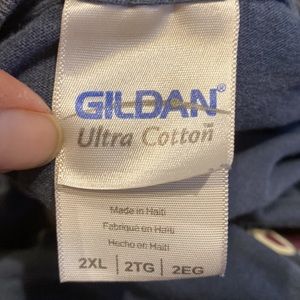 GILDAN®
Ultra Cotton®
Made in Haiti
Fabriqué en Haïti
Hecho en Haití
2XL | 2TG | 2EG